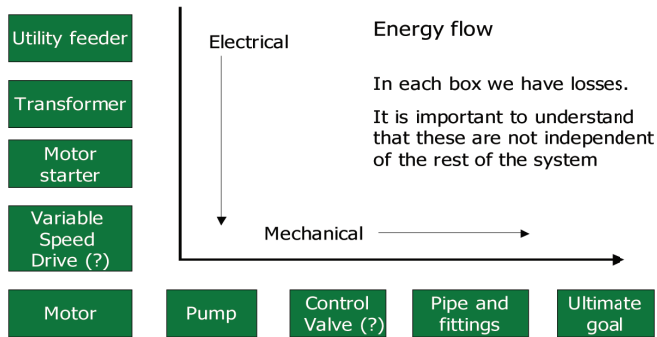 Utility feeder
Transformer
Motor
starter
Variable
Speed
Drive (?)
Motor
Electrical
Mechanical
Energy flow
In each box we have losses.
It is important to understand
that these are not independent
of the rest of the system
Pump
Control
Valve (?)
Pipe and
fittings
Ultimate
goal